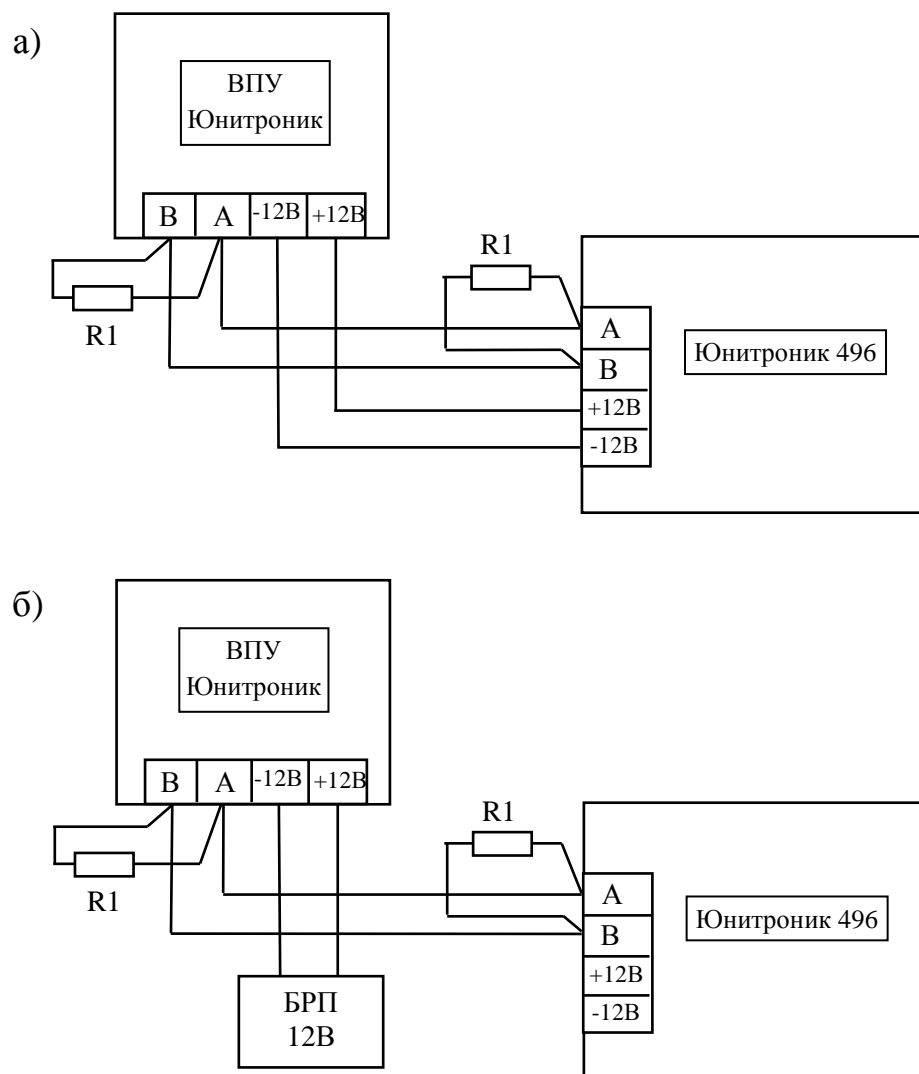 а)
ВПУ
Юнитроник
В
А
-12В
+12В
R1
R1
А
В
+12В
-12В
Юнитроник 496
б)
ВПУ
Юнитроник
В
А
-12В
+12В
R1
R1
А
В
+12В
-12В
Юнитроник 496
БРП
12В